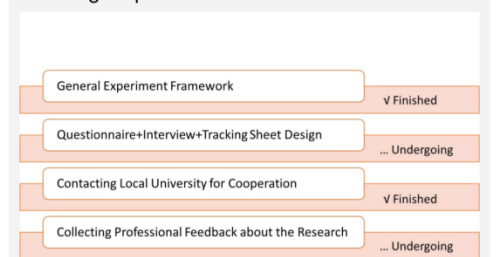 General Experiment Framework
√ Finished
Questionnaire+Interview+Tracking Sheet Design
... Undergoing
Contacting Local University for Cooperation
√ Finished
Collecting Professional Feedback about the Research
... Undergoing